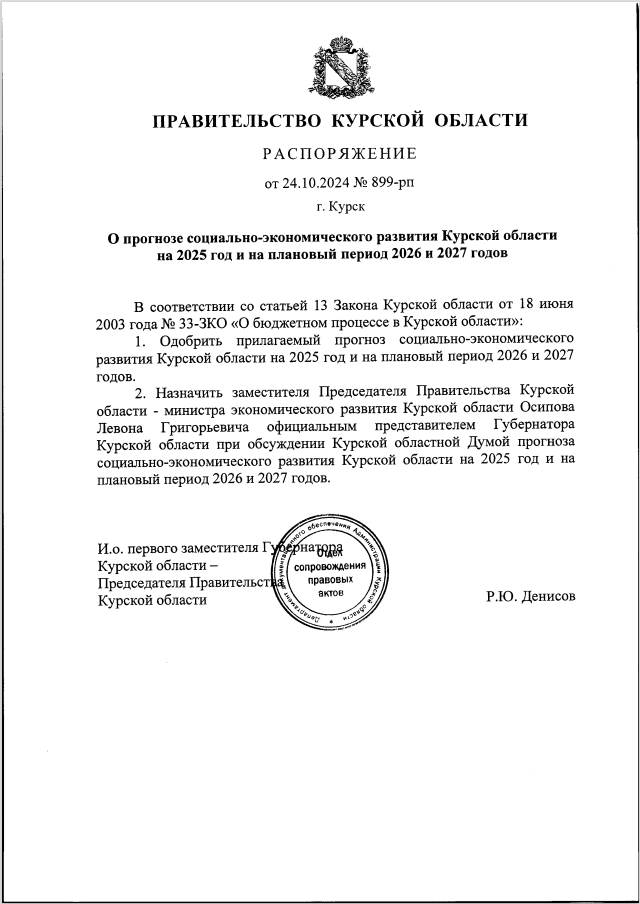 ПРАВИТЕЛЬСТВО КУРСКОЙ ОБЛАСТИ
РАСПОРЯЖЕНИЕ
от 24.10.2024 № 899-рп
г. Курск
О прогнозе социально-экономического развития Курской области
на 2025 год и на плановый период 2026 и 2027 годов
В соответствии со статьей 13 Закона Курской области от 18 июня
2003 года № 33-ЗКО «О бюджетном процессе в Курской области»:
1. Одобрить прилагаемый прогноз социально-экономического
развития Курской области на 2025 год и на плановый период 2026 и 2027
годов.
2. Назначить заместителя Председателя Правительства Курской
области - министра экономического развития Курской области Осипова
Левона Григорьевича официальным представителем Губернатора
Курской области при обсуждении Курской областной Думой прогноза
социально-экономического развития Курской области на 2025 год и на
плановый период 2026 и 2027 годов.
И.о. первого заместителя Губернатора
Курской области –
Председателя Правительства
Курской области
Р.Ю. Денисов
Департамент документационного обеспечения Администрации Курской области
Отдел
сопровождения
правовых
актов